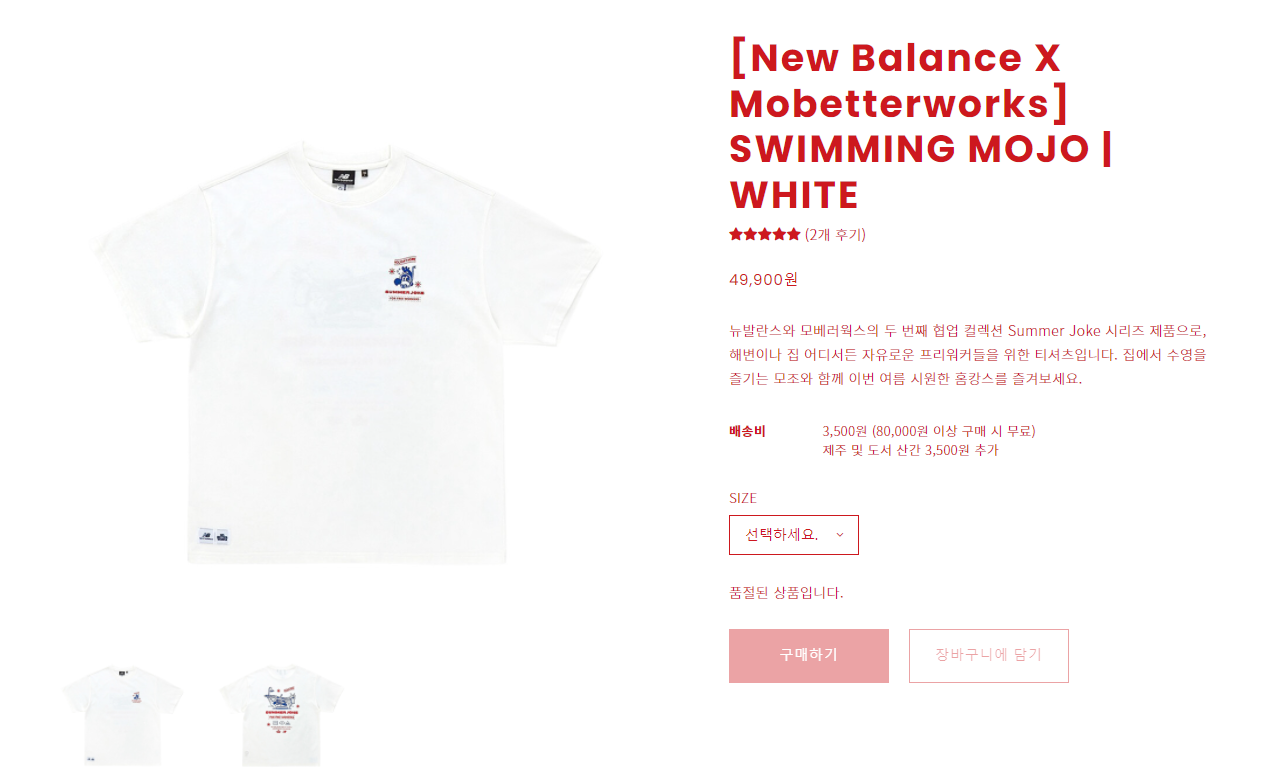 [New Balance X
Mobetterworks]
SWIMMING MOJO |
WHITE
(2개 후기)
49,900원
뉴발란스와 모베러웍스의 두 번째 협업 컬렉션 Summer Joke 시리즈 제품으로,
해변이나 집 어디서든 자유로운 프리워커들을 위한 티셔츠입니다. 집에서 수영을
즐기는 모조와 함께 이번 여름 시원한 홈캉스를 즐겨보세요.
배송비 3,500원 (80,000원 이상 구매 시 무료)
제주 및 도서 산간 3,500원 추가
SIZE
선택하세요.
품절된 상품입니다.
구매하기 장바구니에 담기
SUMMER JOKE
SUMMER JOKE